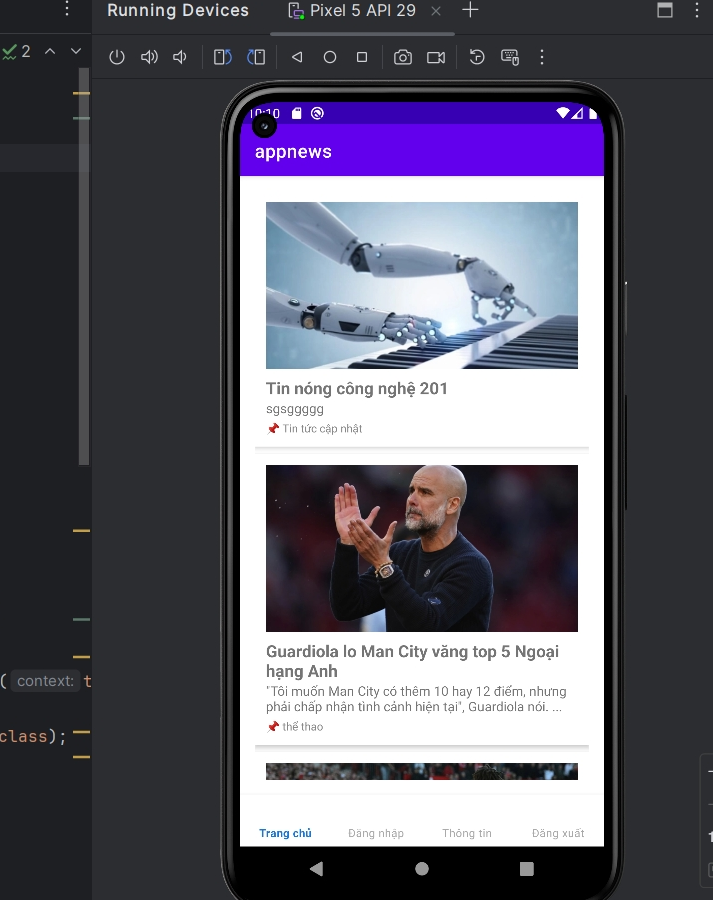 Running Devices
Pixel 5 API 29
2
10:10
appnews
Tin nóng công nghệ 201
sgsggggg
📌 Tin tức cập nhật
Guardiola lo Man City văng top 5 Ngoại
hạng Anh
"Tôi muốn Man City có thêm 10 hay 12 điểm, nhưng
phải chấp nhận tình cảnh hiện tại", Guardiola nói. ...
📌 thể thao
( context: t
class);
Trang chủ
Đăng nhập
Thông tin
Đăng xuất